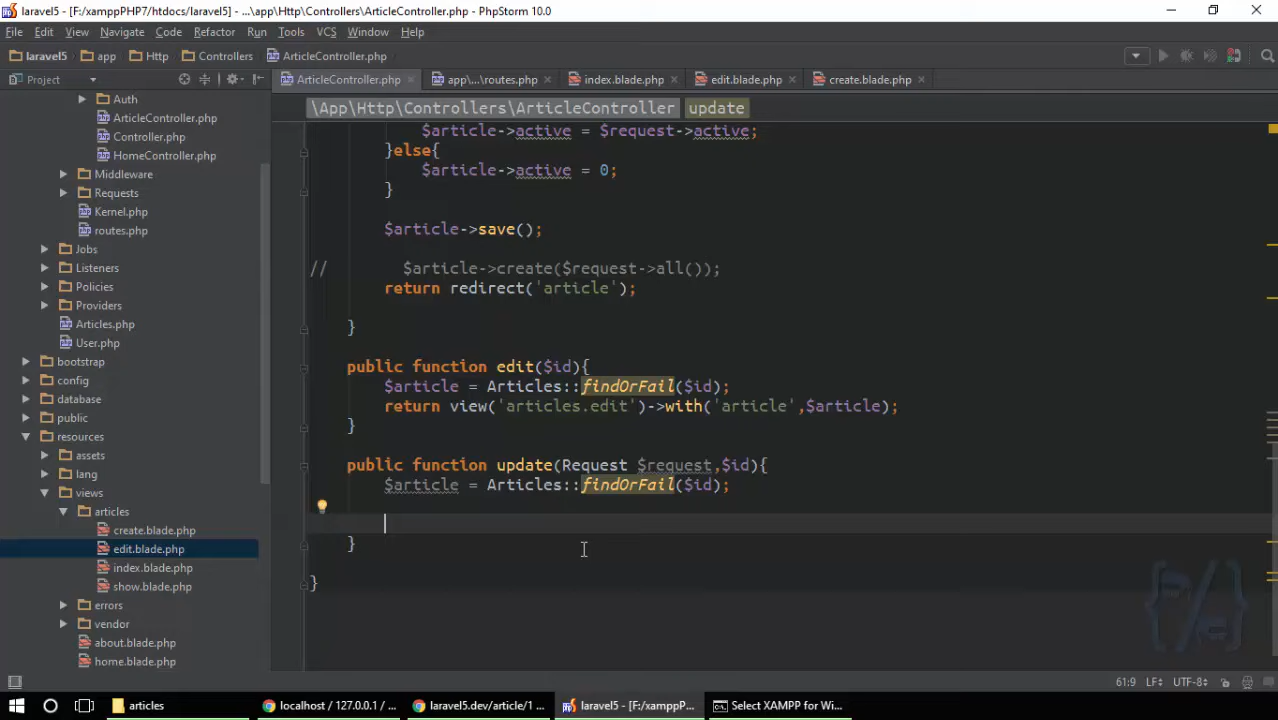 laravel5 - [F:/xamppPHP7/htdocs/laravel5] - ...\app\Http\Controllers\ArticleController.php - PhpStorm 10.0
File Edit View Navigate Code Refactor Run Tools VCS Window Help
laravel5 app Http Controllers ArticleController.php
Project
ArticleController.php app\...\routes.php index.blade.php edit.blade.php create.blade.php
\App\Http\Controllers\ArticleController update
Auth
ArticleController.php
Controller.php
HomeController.php
Middleware
Requests
Kernel.php
routes.php
Jobs
Listeners
Policies
Providers
Articles.php
User.php
bootstrap
config
database
public
resources
assets
lang
views
articles
create.blade.php
edit.blade.php
index.blade.php
show.blade.php
errors
vendor
about.blade.php
home.blade.php
$article->active = $request->active;
}else{
$article->active = 0;
}
$article->save();
// $article->create($request->all());
return redirect('article');
}
public function edit($id){
$article = Articles::findOrFail($id);
return view('articles.edit')->with('article',$article);
}
public function update(Request $request,$id){
$article = Articles::findOrFail($id);
}
}
61:9 LF÷ UTF-8÷
articles localhost / 127.0.0.1 / ... laravel5.dev/article/1 ... laravel5 - [F:/xamppP... Select XAMPP for Wi...